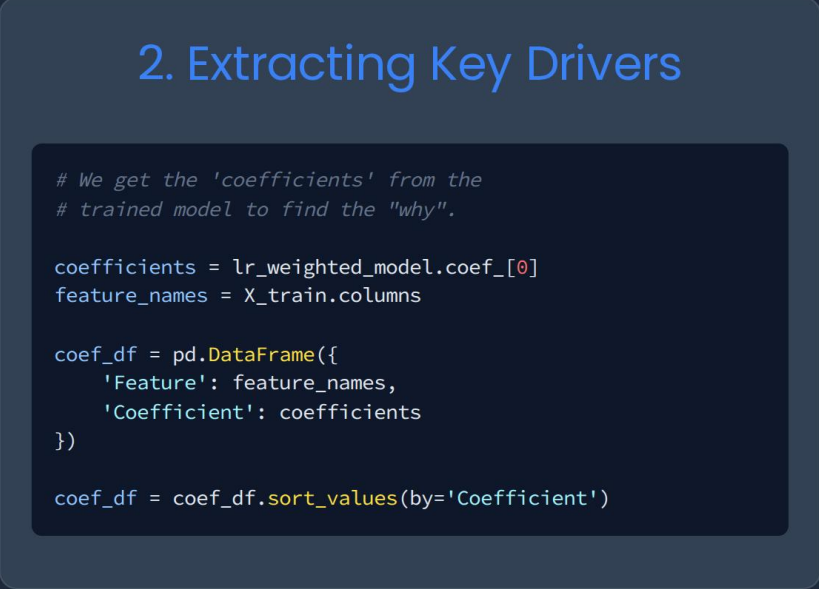 2. Extracting Key Drivers
# We get the 'coefficients' from the
# trained model to find the "why".
coefficients = lr_weighted_model.coef_[0]
feature_names = X_train.columns
coef_df = pd.DataFrame({
    'Feature': feature_names,
    'Coefficient': coefficients
})
coef_df = coef_df.sort_values(by='Coefficient')